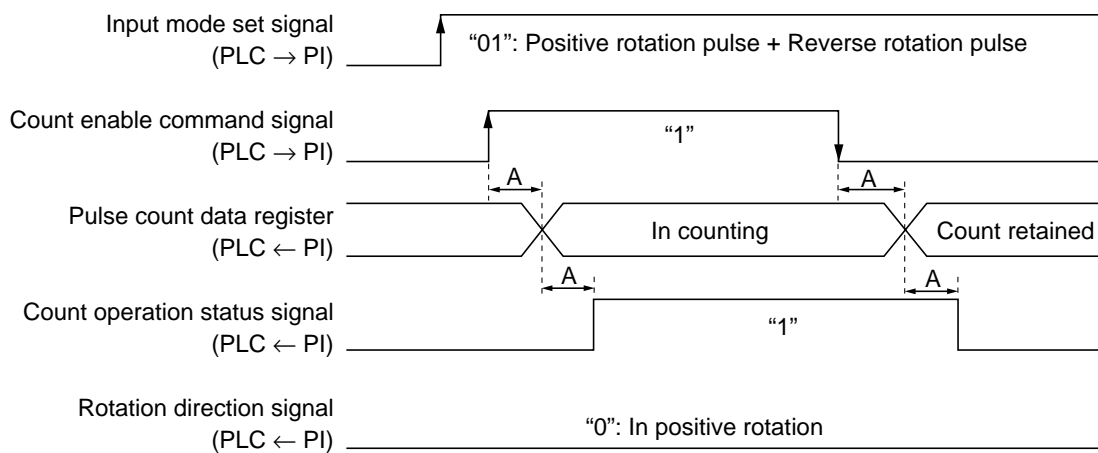 Input mode set signal
(PLC → PI)
“01”: Positive rotation pulse + Reverse rotation pulse
Count enable command signal
(PLC → PI)
“1”
A
A
Pulse count data register
(PLC ← PI)
In counting
Count retained
A
A
Count operation status signal
(PLC ← PI)
“1”
Rotation direction signal
(PLC ← PI)
“0”: In positive rotation